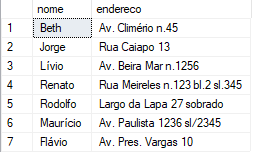 nome endereco
1 Beth Av. Climério n.45
2 Jorge Rua Caiapo 13
3 Lívio Av. Beira Mar n.1256
4 Renato Rua Meireles n.123 bl.2 sl.345
5 Rodolfo Largo da Lapa 27 sobrado
6 Maurício Av. Paulista 1236 sl/2345
7 Flávio Av. Pres. Vargas 10